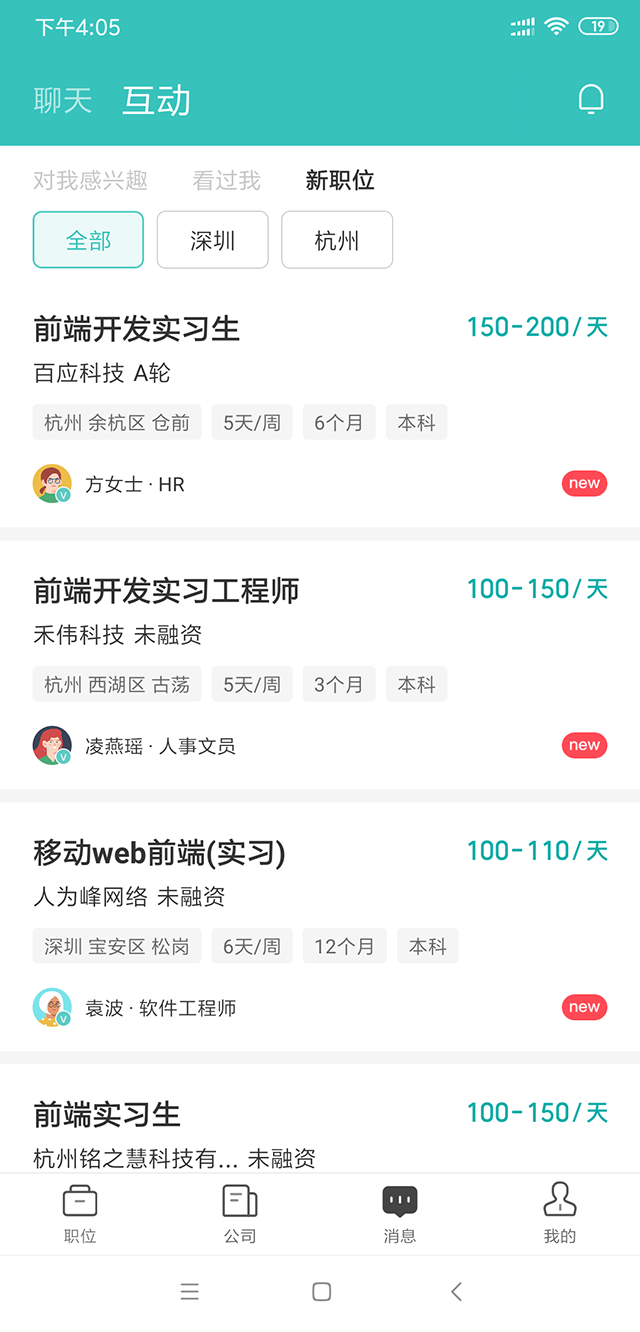 下午4:05 19
聊天 互动
对我感兴趣 看过我 新职位
全部 深圳 杭州
前端开发实习生 150-200/天
百应科技 A轮
杭州 余杭区 仓前 5天/周 6个月 本科
方女士·HR new
前端开发实习工程师 100-150/天
禾伟科技 未融资
杭州 西湖区 古荡 5天/周 3个月 本科
凌燕瑶·人事文员 new
移动web前端(实习) 100-110/天
人为峰网络 未融资
深圳 宝安区 松岗 6天/周 12个月 本科
袁波·软件工程师 new
前端实习生 100-150/天
杭州铭之慧科技有... 未融资
职位 公司 消息 我的